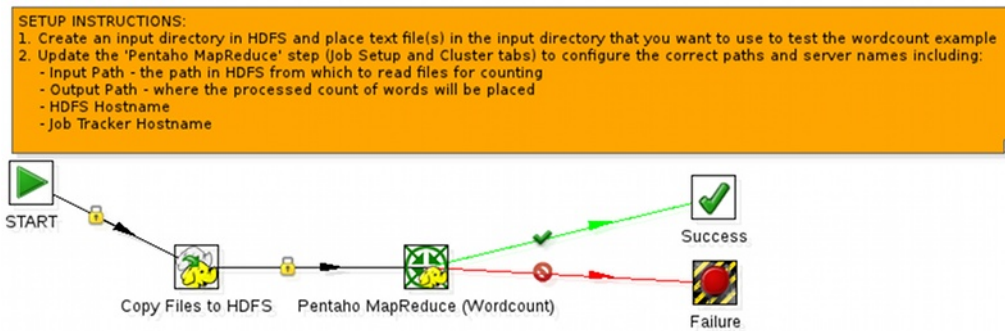 SETUP INSTRUCTIONS:
1. Create an input directory in HDFS and place text file(s) in the input directory that you want to use to test the wordcount example
2. Update the 'Pentaho MapReduce' step (Job Setup and Cluster tabs) to configure the correct paths and server names including:
- Input Path - the path in HDFS from which to read files for counting
- Output Path - where the processed count of words will be placed
- HDFS Hostname
- Job Tracker Hostname
START
Success
Copy Files to HDFS
Pentaho MapReduce (Wordcount)
Failure